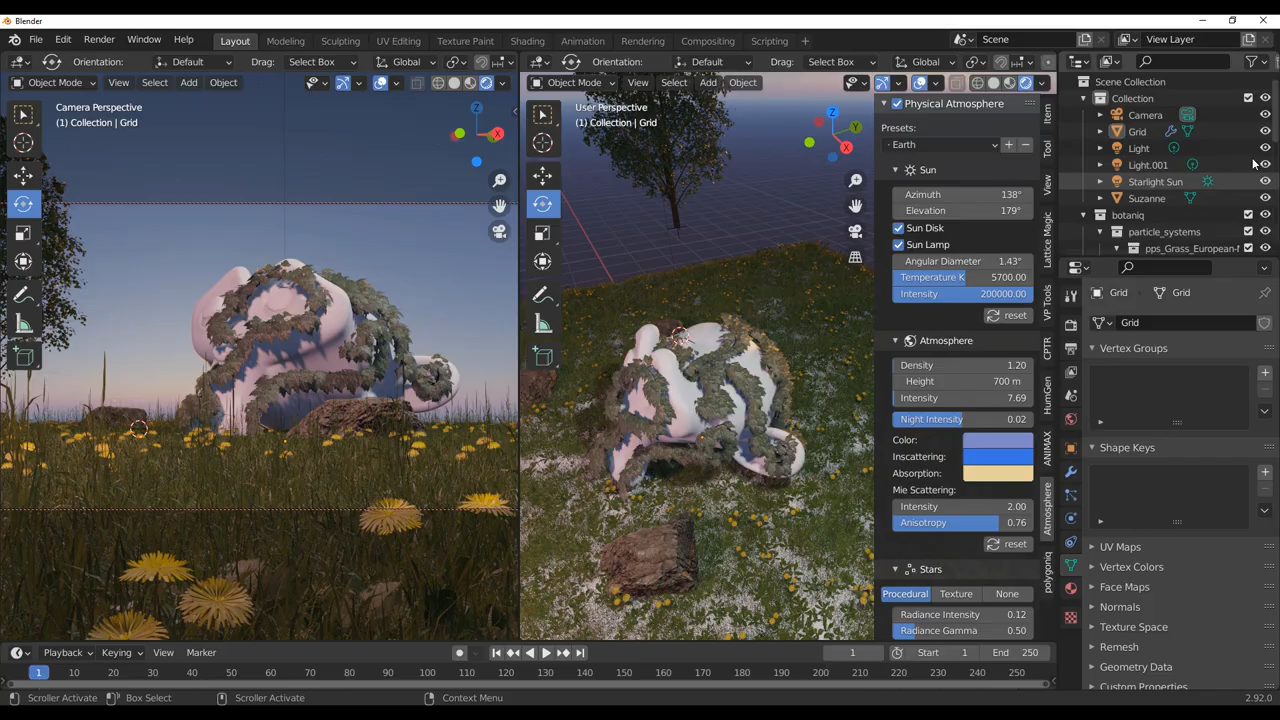 Blender
File Edit Render Window Help Layout Modeling Sculpting UV Editing Texture Paint Shading Animation Rendering Compositing Scripting + Scene View Layer
Orientation: Default Drag: Select Box Global Orientation: Default Drag: Select Box Global
Object Mode View Select Add Object Object Mode View Select Add Object
Camera Perspective
(1) Collection | Grid
Z
X
User Perspective
(1) Collection | Grid
Z
Y
X
Physical Atmosphere
Presets:
Earth
Sun
Azimuth 138°
Elevation 179°
Sun Disk
Sun Lamp
Angular Diameter 1.43°
Temperature K 5700.00
Intensity 200000.00
reset
Atmosphere
Density 1.20
Height 700 m
Intensity 7.69
Night Intensity 0.02
Color:
Inscattering:
Absorption:
Mie Scattering:
Intensity 2.00
Anisotropy 0.76
reset
Stars
Procedural Texture None
Radiance Intensity 0.12
Radiance Gamma 0.50
Item
Tool
View
Lattice Magic
VP Tools
CPTR
HumGen
ANIMAX
Atmosphere
polygoniq
Scene Collection
Collection
Camera
Grid
Light
Light.001
Starlight Sun
Suzanne
botaniq
particle_systems
pps_Grass_European-
Grid Grid
Grid
Vertex Groups
Shape Keys
UV Maps
Vertex Colors
Face Maps
Normals
Texture Space
Remesh
Geometry Data
Custom Properties
Playback Keying View Marker 1 Start 1 End 250
1 10 20 30 40 50 60 70 80 90 100 110 120 130 140 150 160 170 180 190 200 210 220 230 240 250
Scroller Activate Box Select Scroller Activate Context Menu 2.92.0